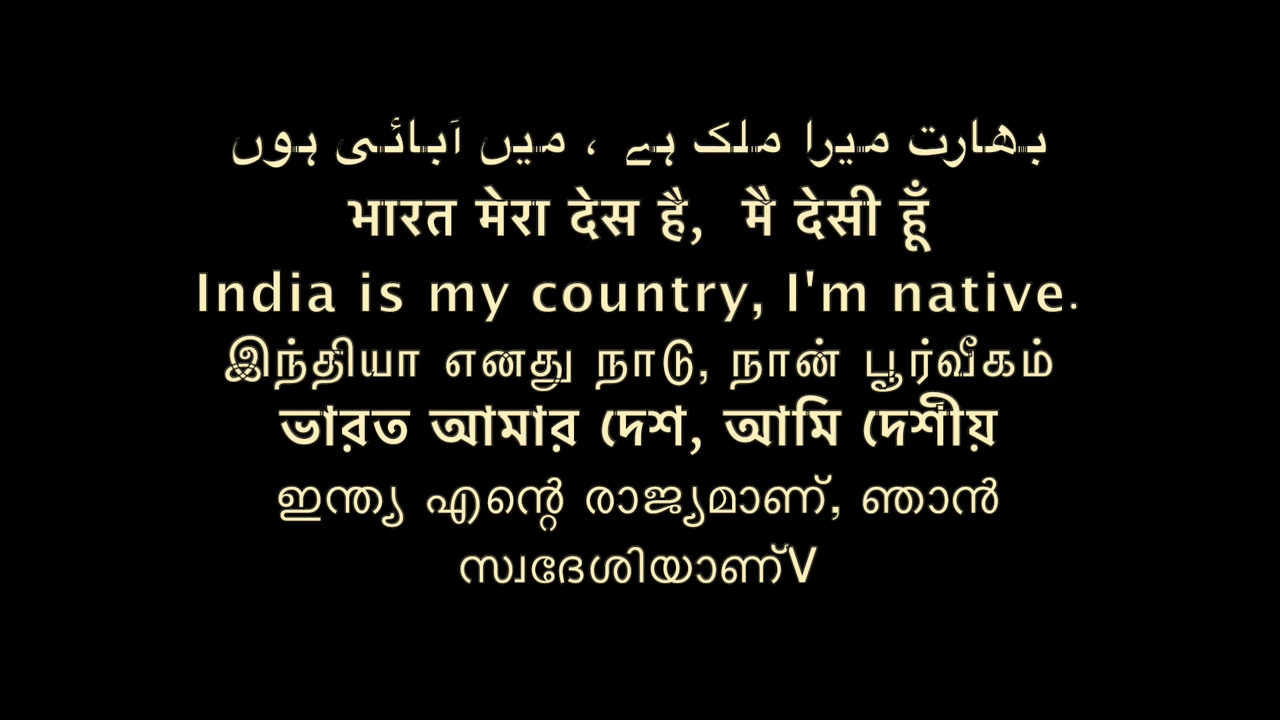 بھارت میرا ملک ہے ، میں آبائی ہوں
भारत मेरा देस है, मै देसी हूँ
India is my country, I'm native.
இந்தியா எனது நாடு, நான் பூர்வீகம்
ভারত আমার দেশ, আমি দেশীয়
ഇന്ത്യ എന്റെ രാജ്യമാണ്, ഞാൻ
സ്വദേശിയാണ്V